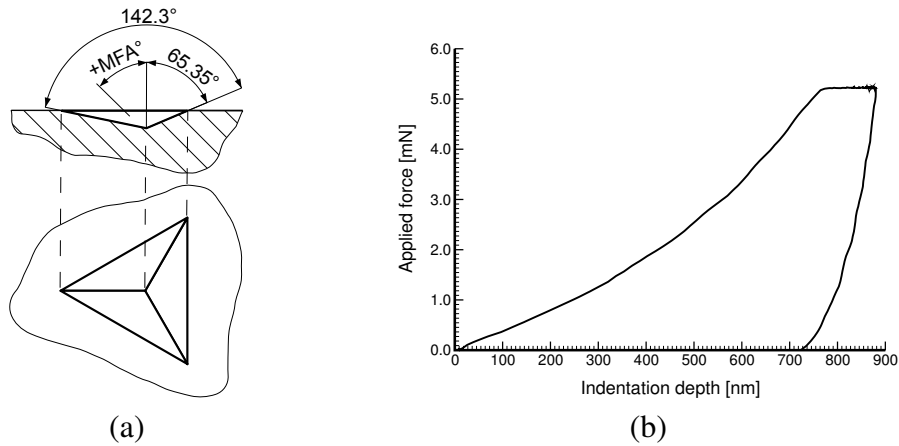 142.3°
+MFA°
65.35°
(a)
Applied force [mN]
6.0
5.0
4.0
3.0
2.0
1.0
0.0
0 100 200 300 400 500 600 700 800 900
Indentation depth [nm]
(b)